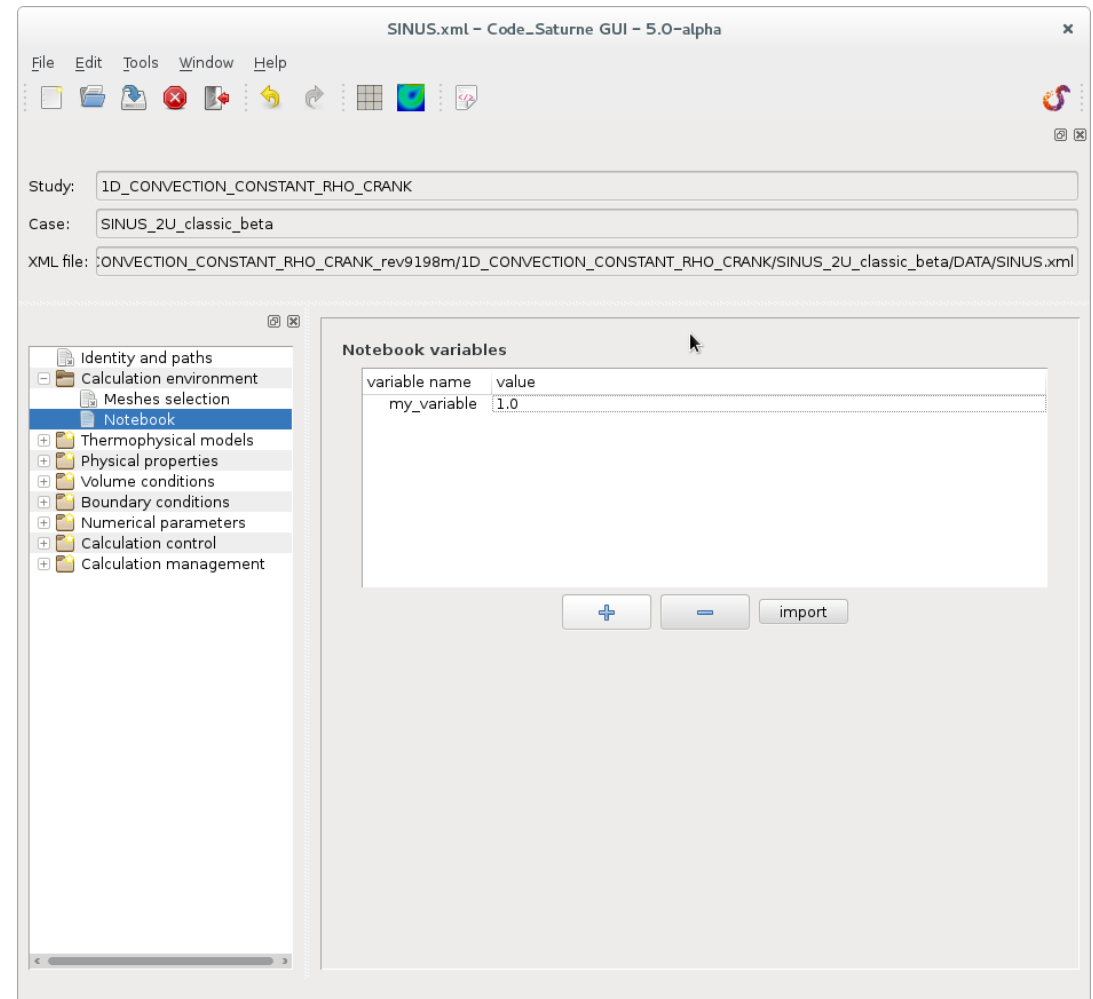 SINUS.xml – Code_Saturne GUI – 5.0-alpha
File Edit Tools Window Help
Study: 1D_CONVECTION_CONSTANT_RHO_CRANK
Case: SINUS_2U_classic_beta
XML file: :ONVECTION_CONSTANT_RHO_CRANK_rev9198m/1D_CONVECTION_CONSTANT_RHO_CRANK/SINUS_2U_classic_beta/DATA/SINUS.xml
Identity and paths
Calculation environment
Meshes selection
Notebook
Thermophysical models
Physical properties
Volume conditions
Boundary conditions
Numerical parameters
Calculation control
Calculation management
Notebook variables
variable name value
my_variable 1.0
import